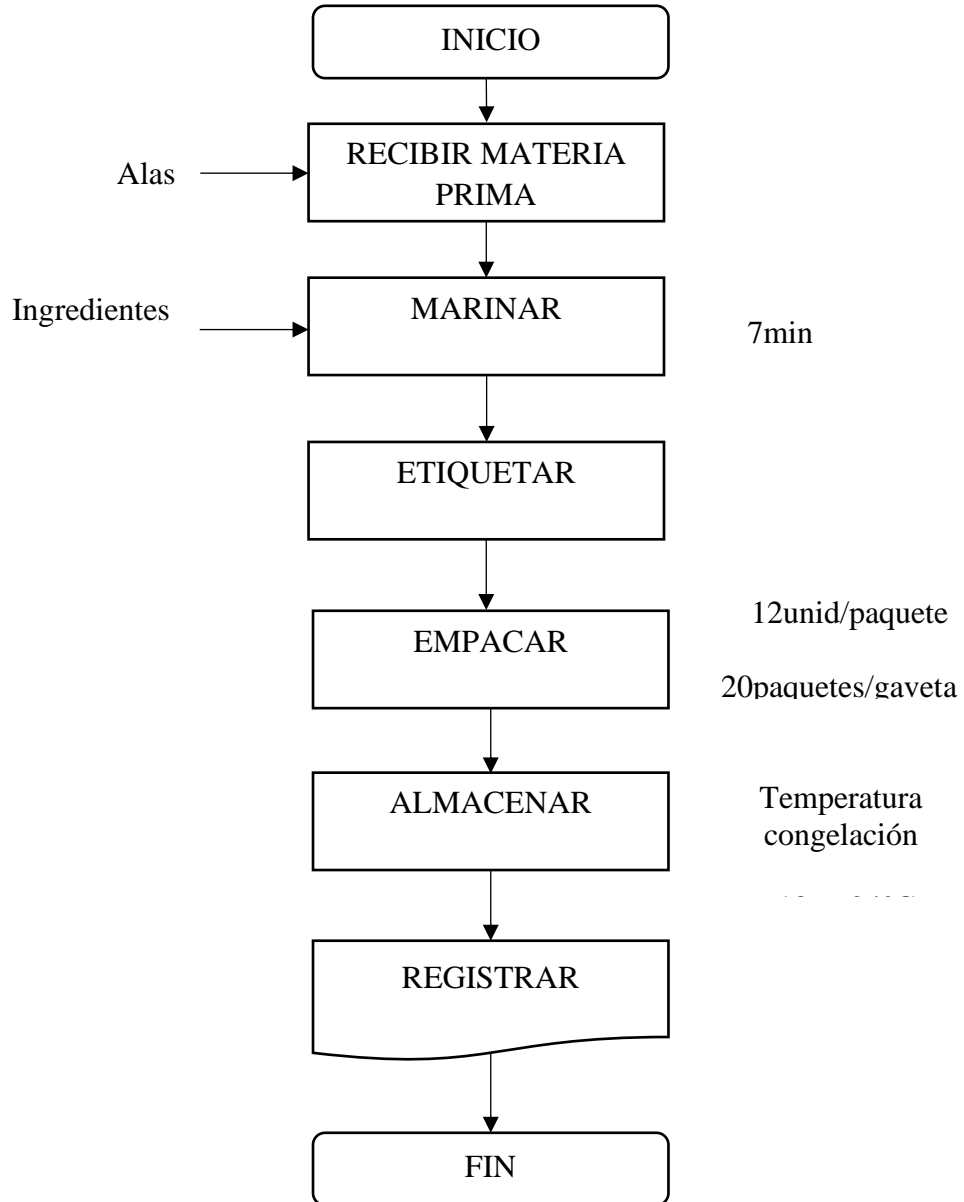 INICIO
RECIBIR MATERIA
PRIMA
Alas
MARINAR
Ingredientes
7min
ETIQUETAR
12unid/paquete
EMPACAR
20paquetes/gaveta
ALMACENAR
Temperatura
congelación
REGISTRAR
FIN